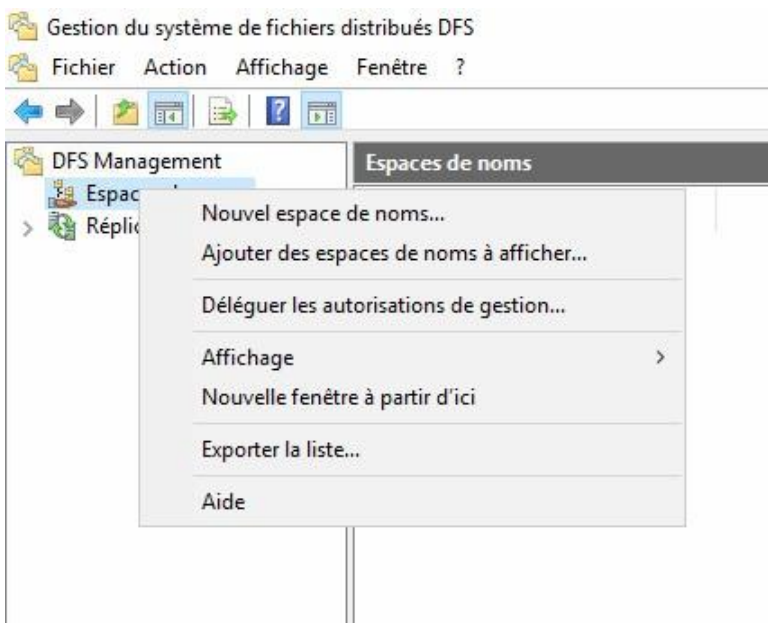 Gestion du système de fichiers distribués DFS
Fichier Action Affichage Fenêtre ?
DFS Management
Espaces de noms
Nouvel espace de noms...
Ajouter des espaces de noms à afficher...
Déléguer les autorisations de gestion...
Affichage
Nouvelle fenêtre à partir d'ici
Exporter la liste...
Aide